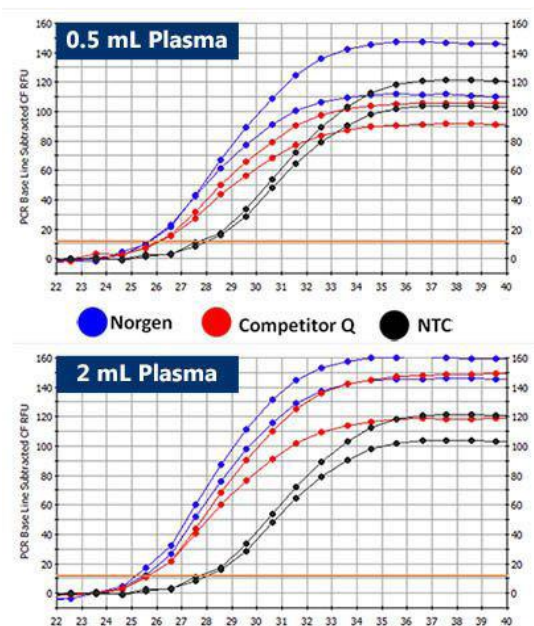 0.5 mL Plasma
PCR Base Line Subtracted CF RFU
160 160
140 140
120 120
100 100
80 80
60 60
40 40
20 20
0 0
22 23 24 25 26 27 28 29 30 31 32 33 34 35 36 37 38 39 40
Norgen Competitor Q NTC
2 mL Plasma
PCR Base Line Subtracted CF RFU
160 160
140 140
120 120
100 100
80 80
60 60
40 40
20 20
0 0
22 23 24 25 26 27 28 29 30 31 32 33 34 35 36 37 38 39 40